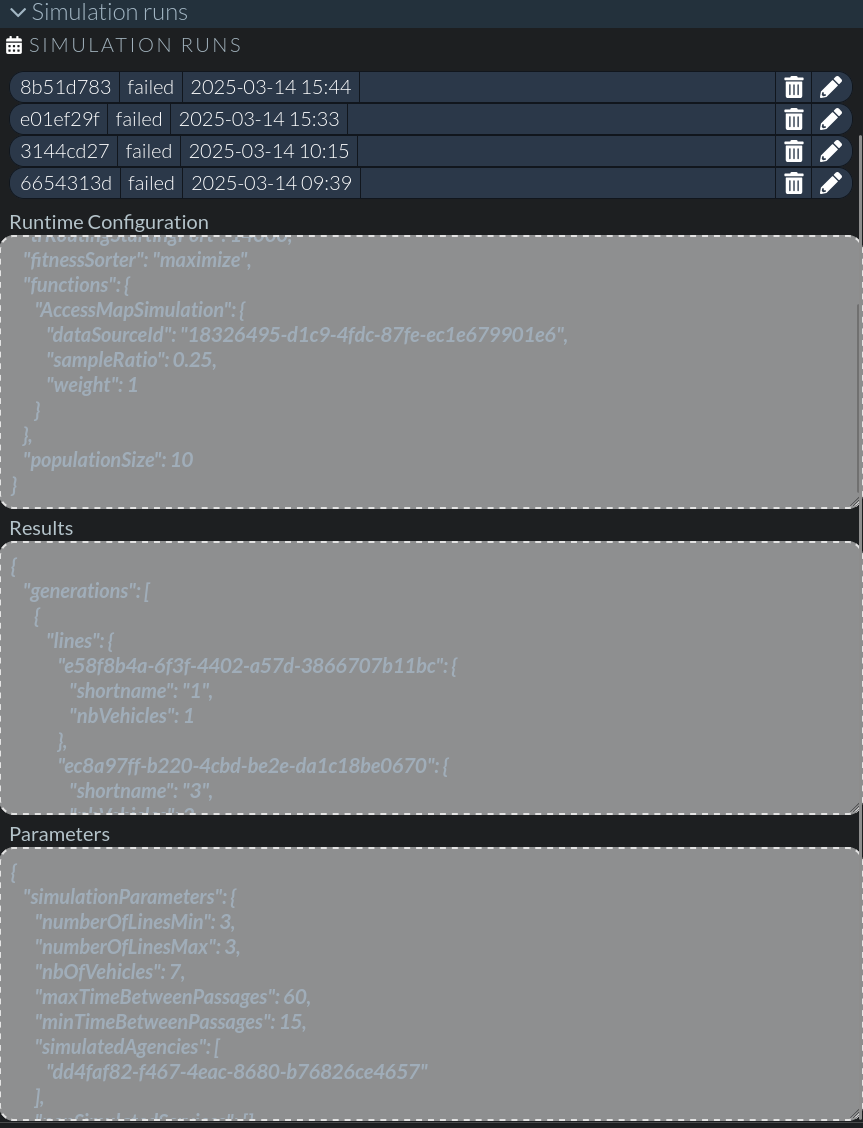 Simulation runs
SIMULATION RUNS
8b51d783 failed 2025-03-14 15:44
e01ef29f failed 2025-03-14 15:33
3144cd27 failed 2025-03-14 10:15
6654313d failed 2025-03-14 09:39
Runtime Configuration
"fitnessSorter": "maximize",
"functions": {
"AccessMapSimulation": {
"dataSourceId": "18326495-d1c9-4fdc-87fe-ec1e679901e6",
"sampleRatio": 0.25,
"weight": 1
}
},
"populationSize": 10
}
Results
{
"generations": [
{
"lines": {
"e58f8b4a-6f3f-4402-a57d-3866707b11bc": {
"shortname": "1",
"nbVehicles": 1
},
"ec8a97ff-b220-4cbd-be2e-da1c18be0670": {
"shortname": "3",
Parameters
{
"simulationParameters": {
"numberOfLinesMin": 3,
"numberOfLinesMax": 3,
"nbOfVehicles": 7,
"maxTimeBetweenPassages": 60,
"minTimeBetweenPassages": 15,
"simulatedAgencies": [
"dd4faf82-f467-4eac-8680-b76826ce4657"
],